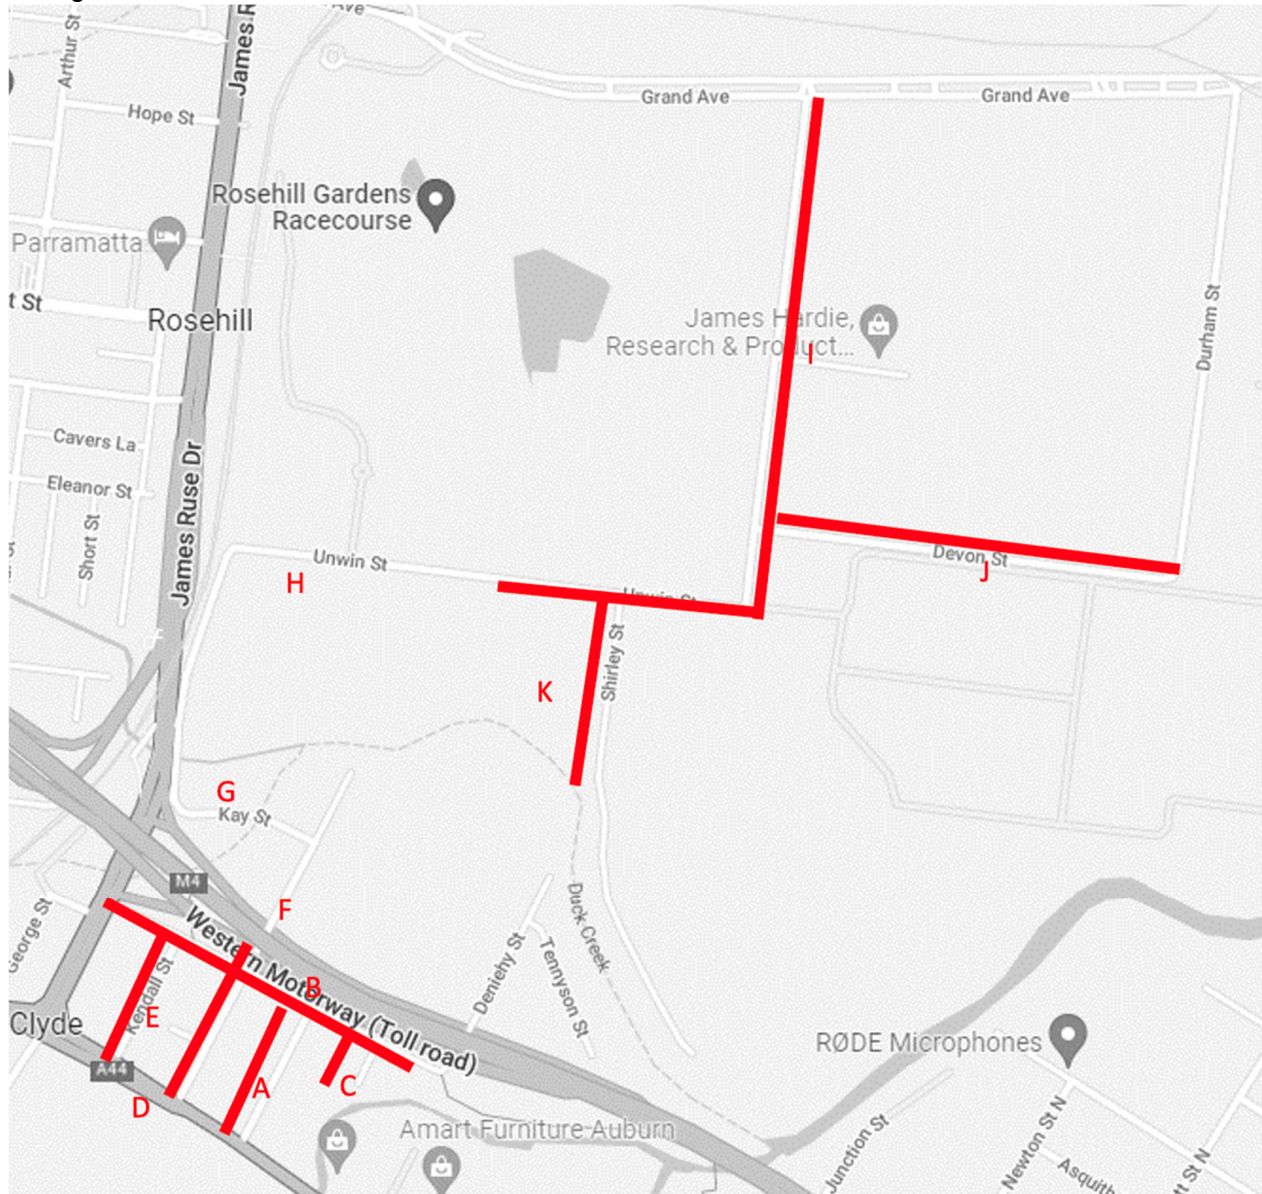 Ave
Arthur St
James R
Grand Ave
Grand Ave
Hope St
Rosehill Gardens
Racecourse
Parramatta
t St
Rosehill
James Hardie,
Research & Product...
I
Durham St
Cavers La
Eleanor St
Short St
James Ruse Dr
Unwin St
H
Unwin St
Devon St
J
Shirley St
K
G
Kay St
M4
F
George St
Western Motorway (Toll road)
B
Duck Creek
Deniehy St
Tennyson St
Kendall St
E
Clyde
A44
D
A
C
RØDE Microphones
Amart Furniture Auburn
Junction St
Newton St N
Asquith
tt St N